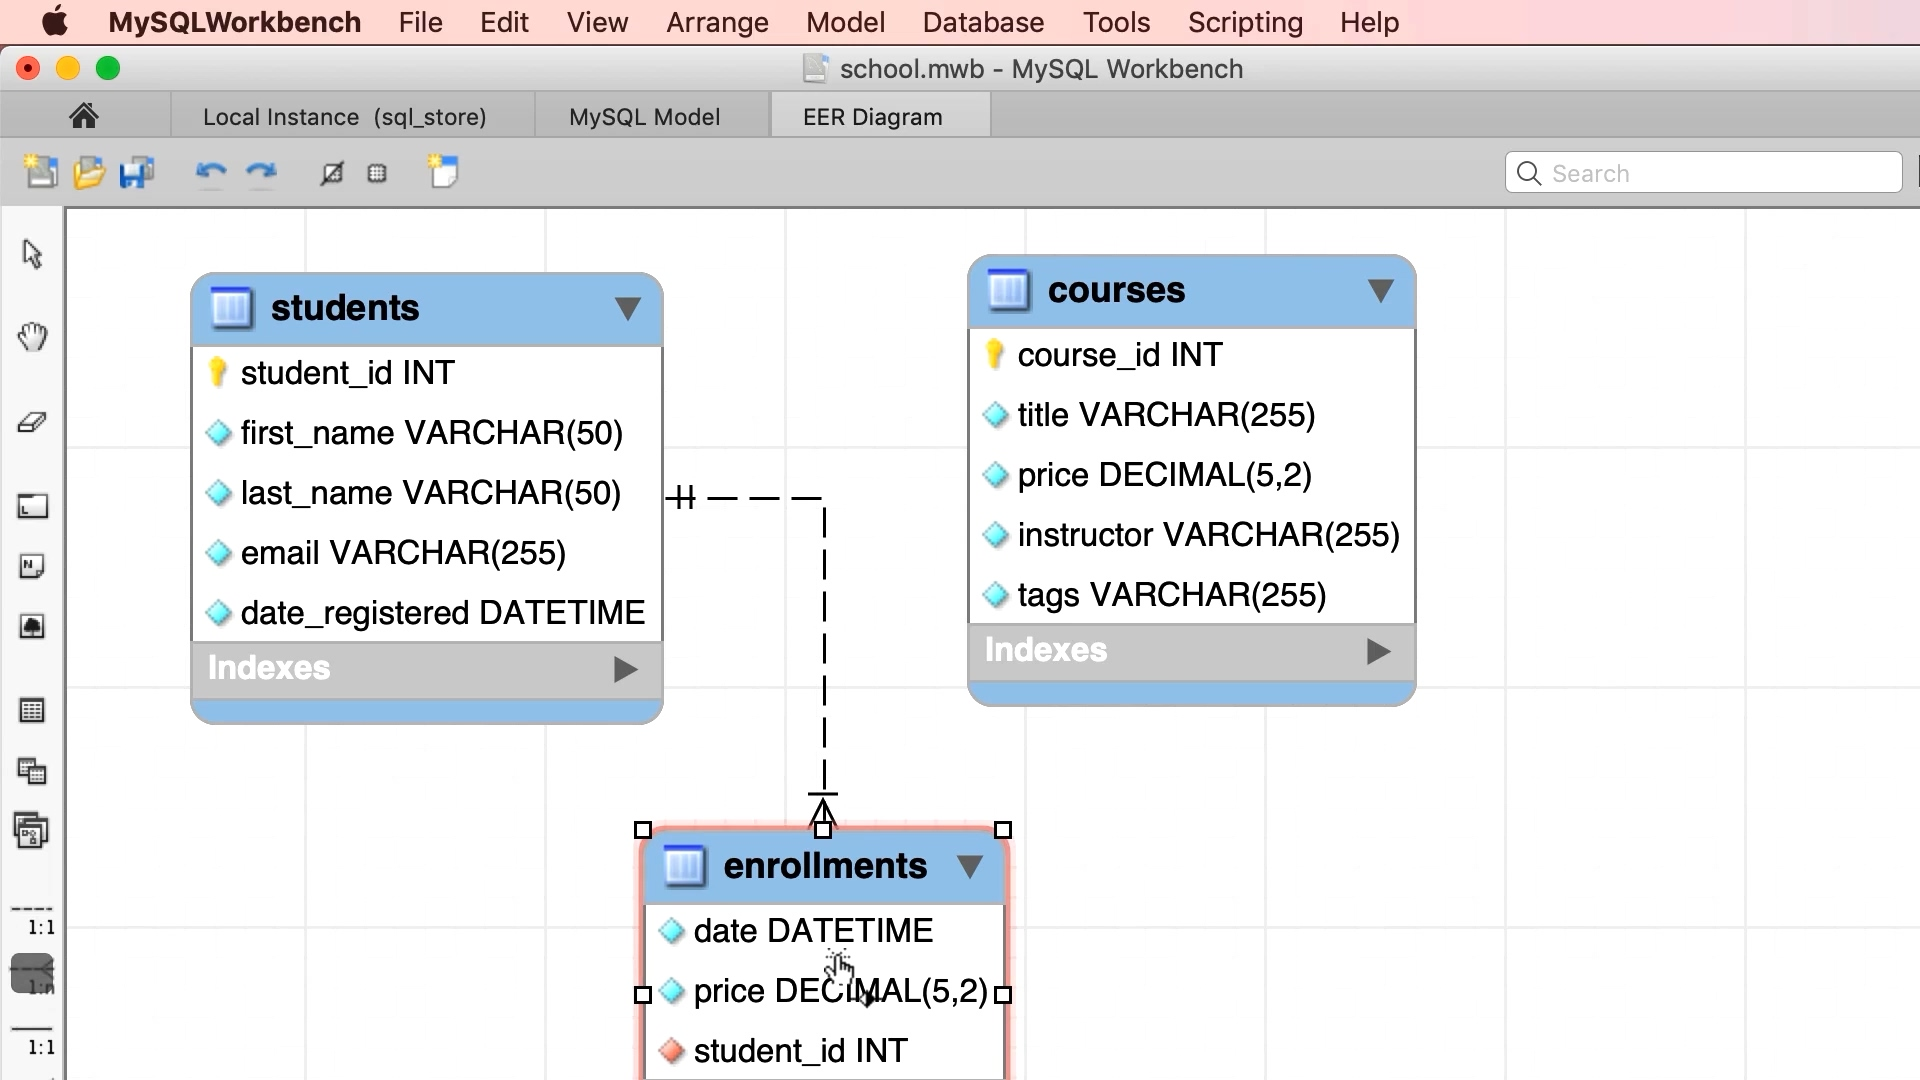 MySQLWorkbench File Edit View Arrange Model Database Tools Scripting Help
school.mwb - MySQL Workbench
Local Instance (sql_store) MySQL Model EER Diagram
Search
students
student_id INT
first_name VARCHAR(50)
last_name VARCHAR(50)
email VARCHAR(255)
date_registered DATETIME
Indexes
courses
course_id INT
title VARCHAR(255)
price DECIMAL(5,2)
instructor VARCHAR(255)
tags VARCHAR(255)
Indexes
enrollments
date DATETIME
price DECIMAL(5,2)
student_id INT
1:1
1:n
1:1